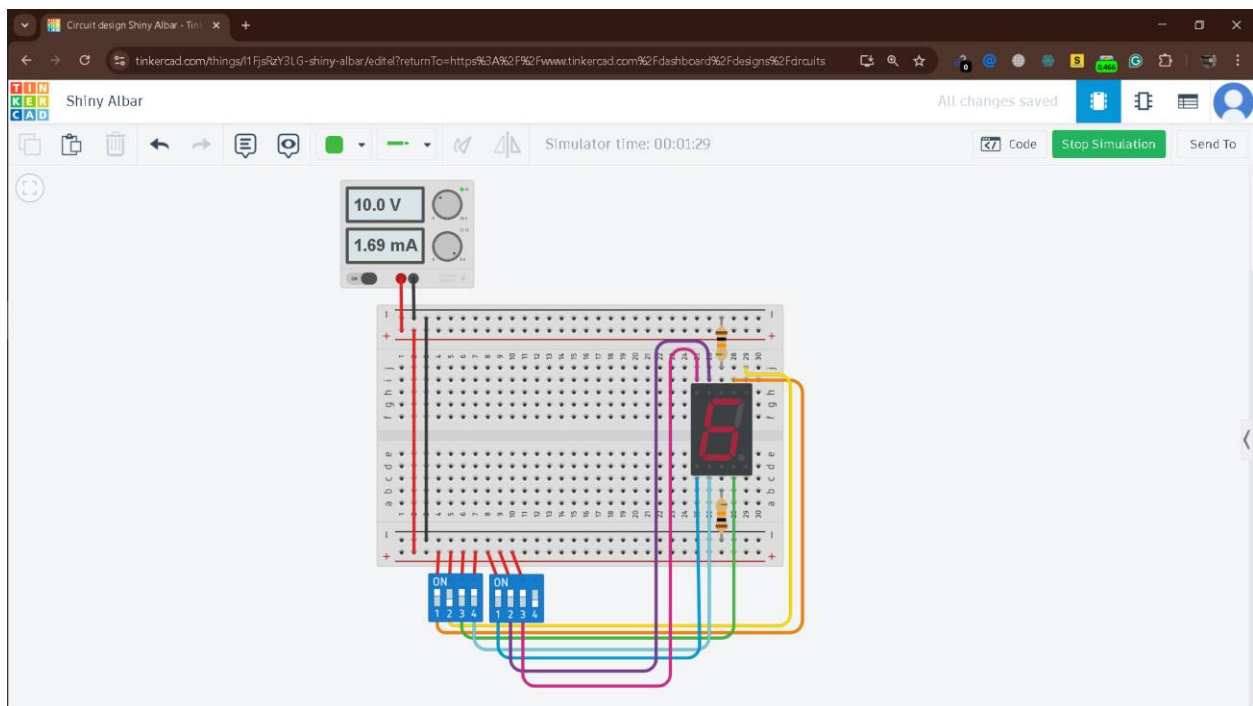 Circuit design Shiny Albar - Tin
tinkercad.com/things/l1FjsRzY3LG-shiny-albar/editel?returnTo=https%3A%2F%2Fwww.tinkercad.com%2Fdashboard%2Fdesigns%2Fcircuits
TIN
KER
CAD
Shiny Albar
All changes saved
Simulator time: 00:01:29
Code
Stop Simulation
Send To
10.0 V
1.69 mA
ON
1 2 3 4
ON
1 2 3 4